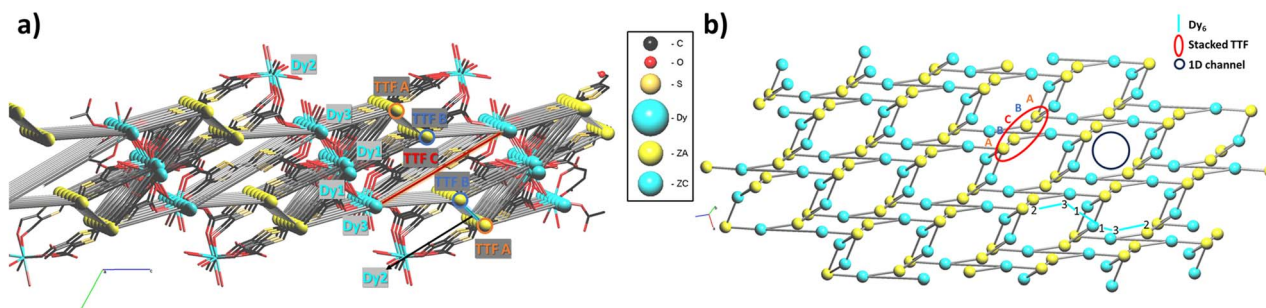 a)
Dy2
TTF A
Dy3
TTF B
Dy1
TTF C
Dy1
TTF B
Dy3
TTF A
Dy2
- C
- O
- S
- Dy
- ZA
- ZC
b)
Dy6
Stacked TTF
1D channel
A
B
C
B
A
2
3
1
1
3
2